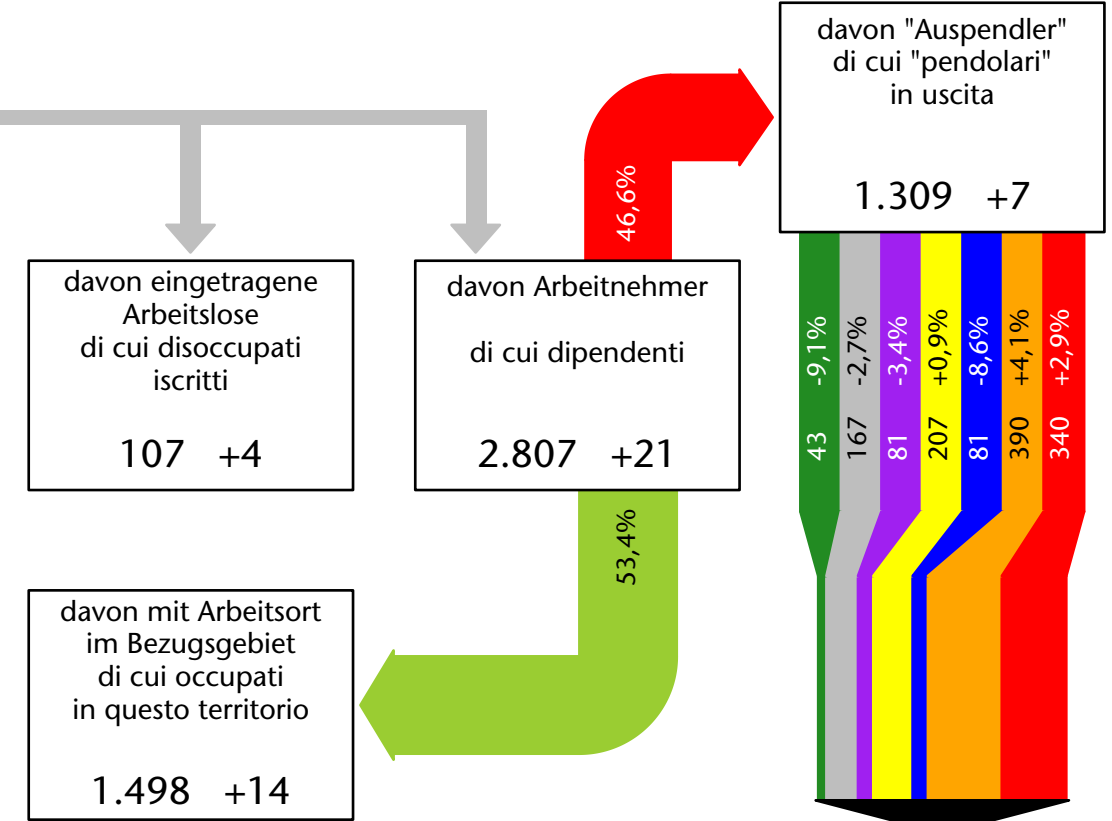 davon "Auspendler"
di cui "pendolari"
in uscita
1.309 +7
46,6%
davon eingetragene
Arbeitslose
di cui disoccupati
iscritti
107 +4
davon Arbeitnehmer
di cui dipendenti
2.807 +21
43 -9,1%
167 -2,7%
81 -3,4%
207 +0,9%
81 -8,6%
390 +4,1%
340 +2,9%
53,4%
davon mit Arbeitsort
im Bezugsgebiet
di cui occupati
in questo territorio
1.498 +14